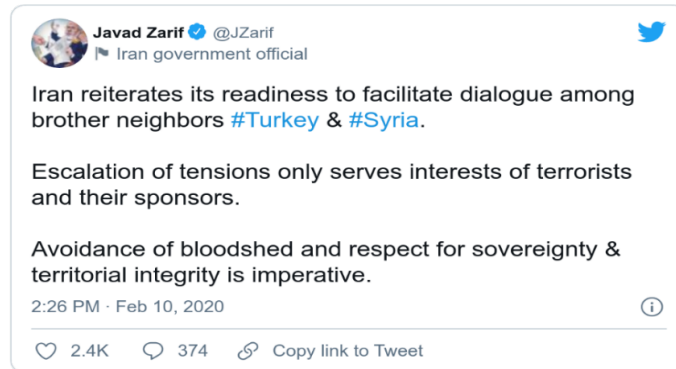 Javad Zarif @JZarif
Iran government official
Iran reiterates its readiness to facilitate dialogue among
brother neighbors #Turkey & #Syria.
Escalation of tensions only serves interests of terrorists
and their sponsors.
Avoidance of bloodshed and respect for sovereignty &
territorial integrity is imperative.
2:26 PM · Feb 10, 2020
2.4K 374 Copy link to Tweet